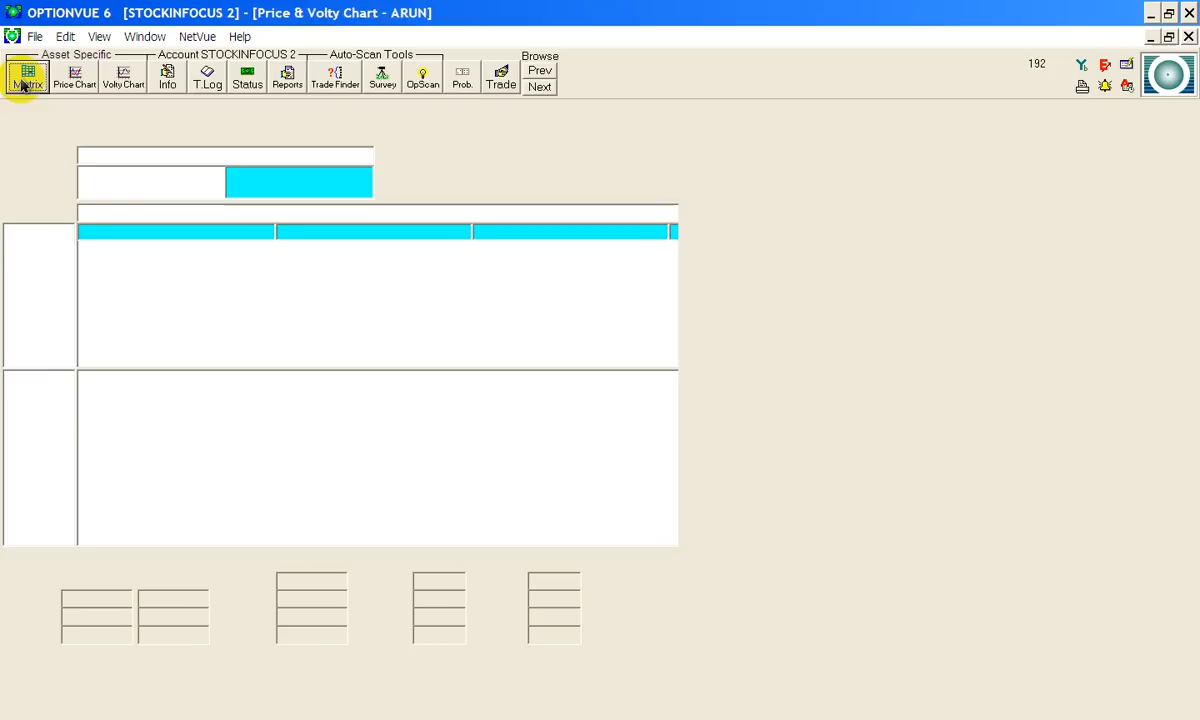 OPTIONVUE 6 [STOCKINFOCUS 2] - [Price & Volty Chart - ARUN]
File Edit View Window NetVue Help
Asset Specific Account STOCKINFOCUS 2 Auto-Scan Tools Browse
Matrix Price Chart Volty Chart Info T.Log Status Reports Trade Finder Survey OpScan Prob. Trade Prev
Next
192